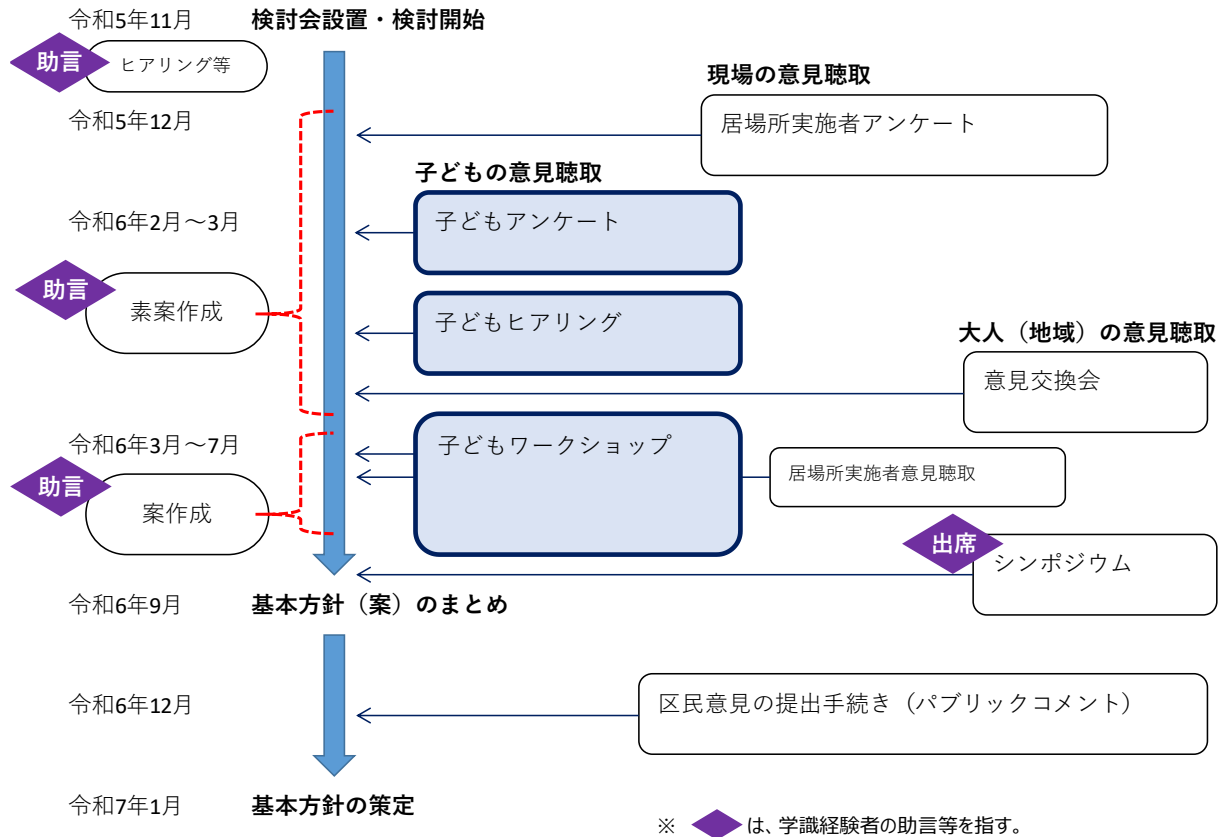 令和5年11月
検討会設置・検討開始
助言
ヒアリング等
現場の意見聴取
令和5年12月
居場所実施者アンケート
子どもの意見聴取
令和6年2月～3月
子どもアンケート
助言
素案作成
子どもヒアリング
大人（地域）の意見聴取
意見交換会
令和6年3月～7月
子どもワークショップ
居場所実施者意見聴取
助言
案作成
出席
シンポジウム
令和6年9月
基本方針（案）のまとめ
令和6年12月
区民意見の提出手続き（パブリックコメント）
令和7年1月
基本方針の策定
※ は、学識経験者の助言等を指す。